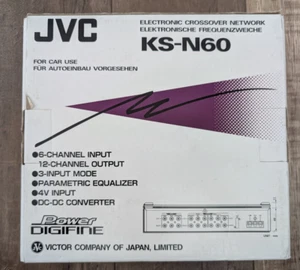 JVC
ELECTRONIC CROSSOVER NETWORK
ELEKTRONISCHE FREQUENZWEICHE
KS-N60
FOR CAR USE
FÜR AUTOEINBAU VORGESEHEN
●6-CHANNEL INPUT
12-CHANNEL OUTPUT
●3-INPUT MODE
●PARAMETRIC EQUALIZER
●4V INPUT
●DC-DC CONVERTER
Power
DIGIFINE
VICTOR COMPANY OF JAPAN, LIMITED